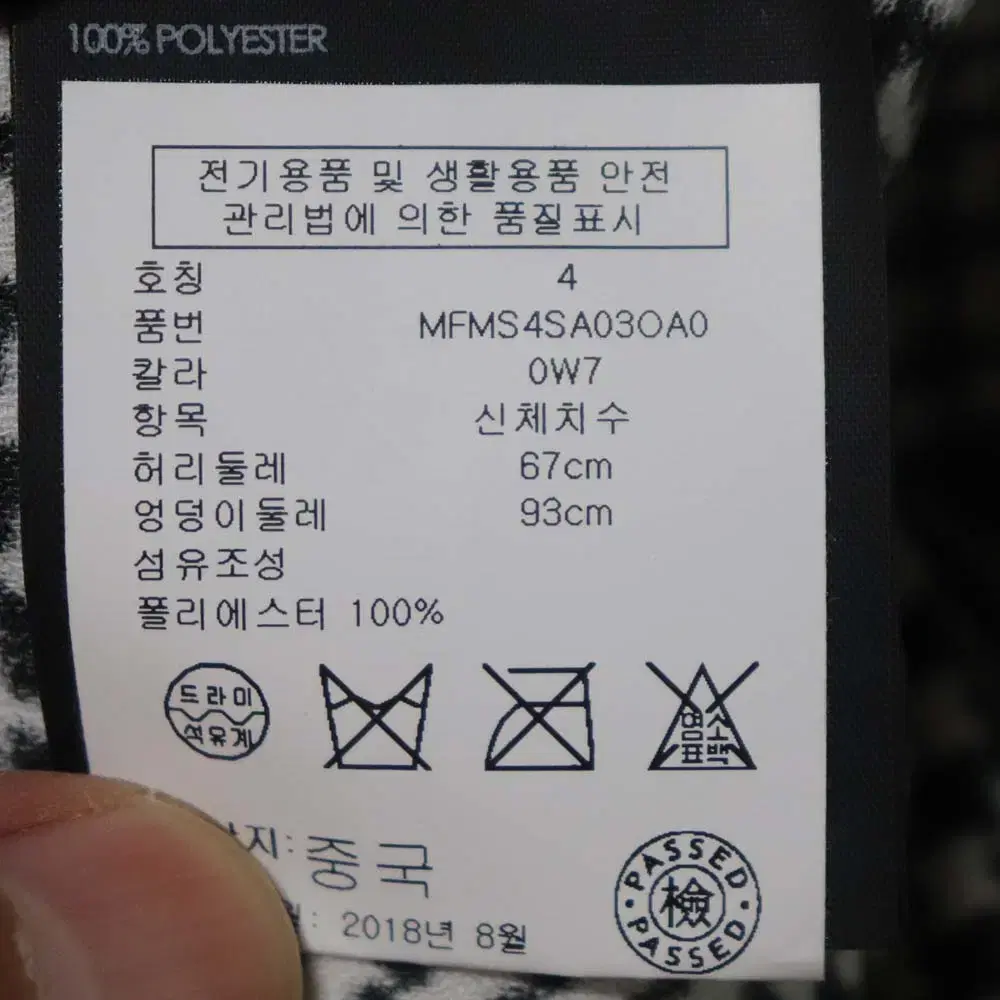 100% POLYESTER
전기용품 및 생활용품 안전
관리법에 의한 품질표시
호칭 4
품번 MFMS4SA03OA0
칼라 0W7
항목 신체치수
허리둘레 67cm
엉덩이둘레 93cm
섬유조성
폴리에스터 100%
드라이
석유계
염소
표백
지: 중국
: 2018년 8월
PASSED
檢
PASSED